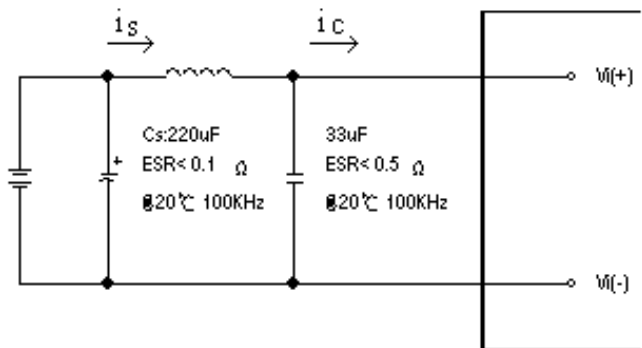 is
ic
Vi(+)
Cs:220uF
ESR< 0.1 Ω
@20℃ 100KHz
+
33uF
ESR< 0.5 Ω
@20℃ 100KHz
Vi(-)